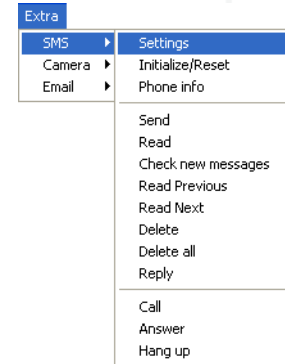 Extra
SMS
Camera
Email
Settings
Initialize/Reset
Phone info
Send
Read
Check new messages
Read Previous
Read Next
Delete
Delete all
Reply
Call
Answer
Hang up